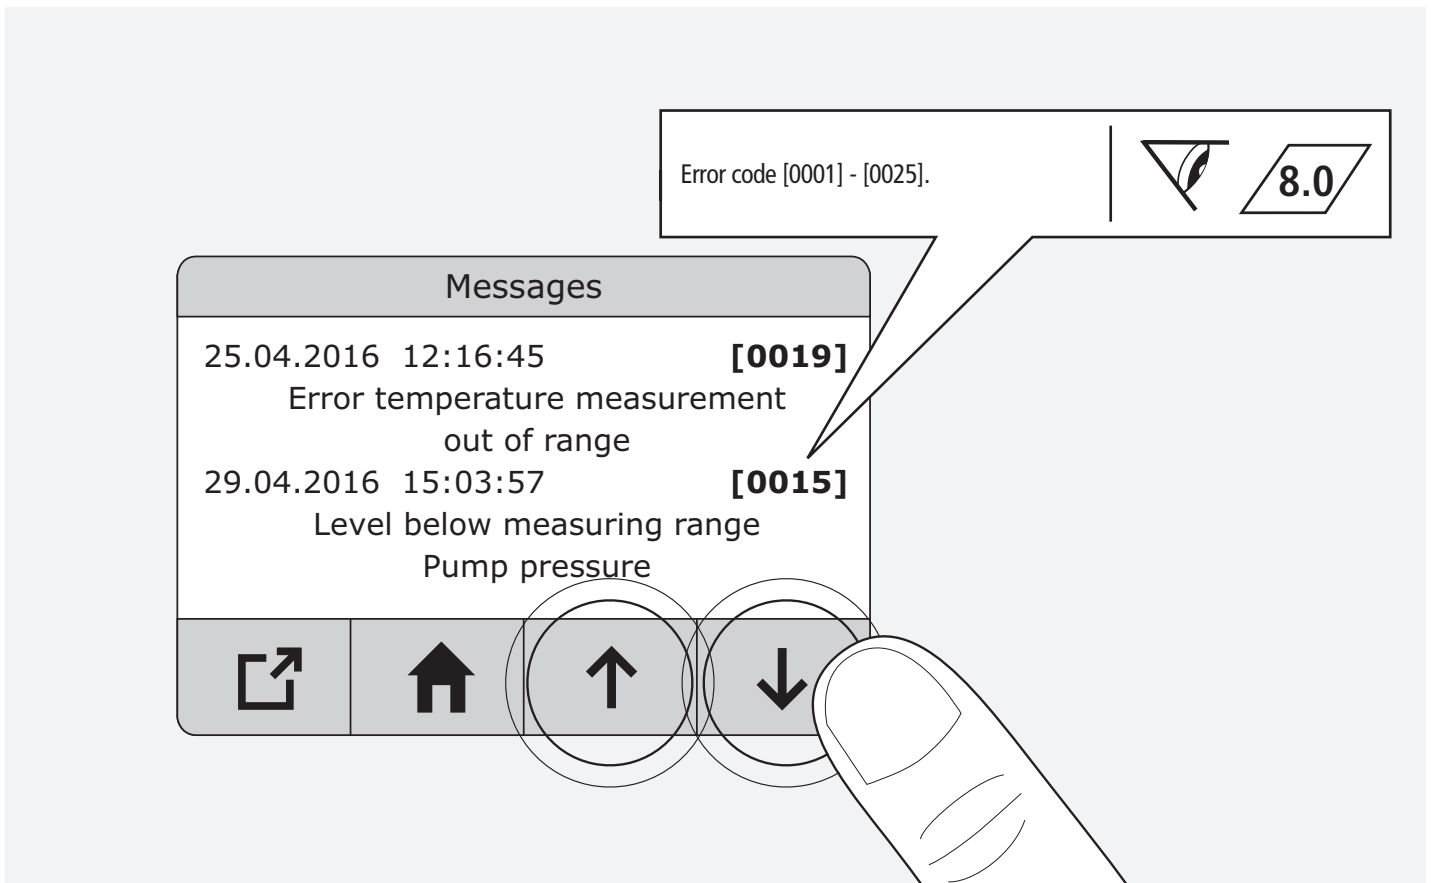 Error code [0001] - [0025].
8.0
Messages
25.04.2016 12:16:45 [0019]
Error temperature measurement
out of range
29.04.2016 15:03:57 [0015]
Level below measuring range
Pump pressure